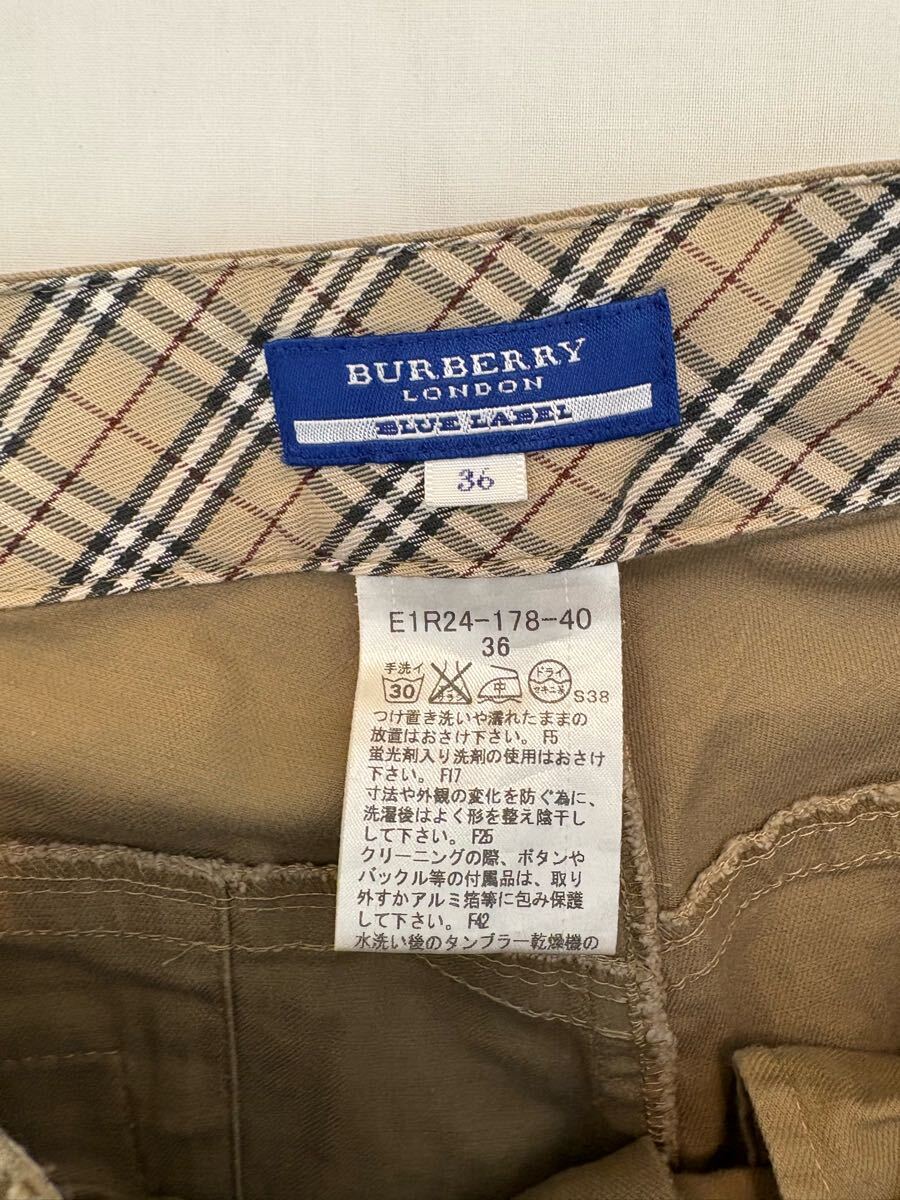 BURBERRY
LONDON
BLUE LABEL
36
E1R24-178-40
36
手洗イ
30
中
ドライ
セキユ系
S38
つけ置き洗いや濡れたままの
放置はおさけ下さい。F5
蛍光剤入り洗剤の使用はおさけ
下さい。F17
寸法や外観の変化を防ぐ為に、
洗濯後はよく形を整え陰干し
して下さい。F25
クリーニングの際、ボタンや
バックル等の付属品は、取り
外すかアルミ箔等に包み保護
して下さい。F42
水洗い後のタンブラー乾燥機の